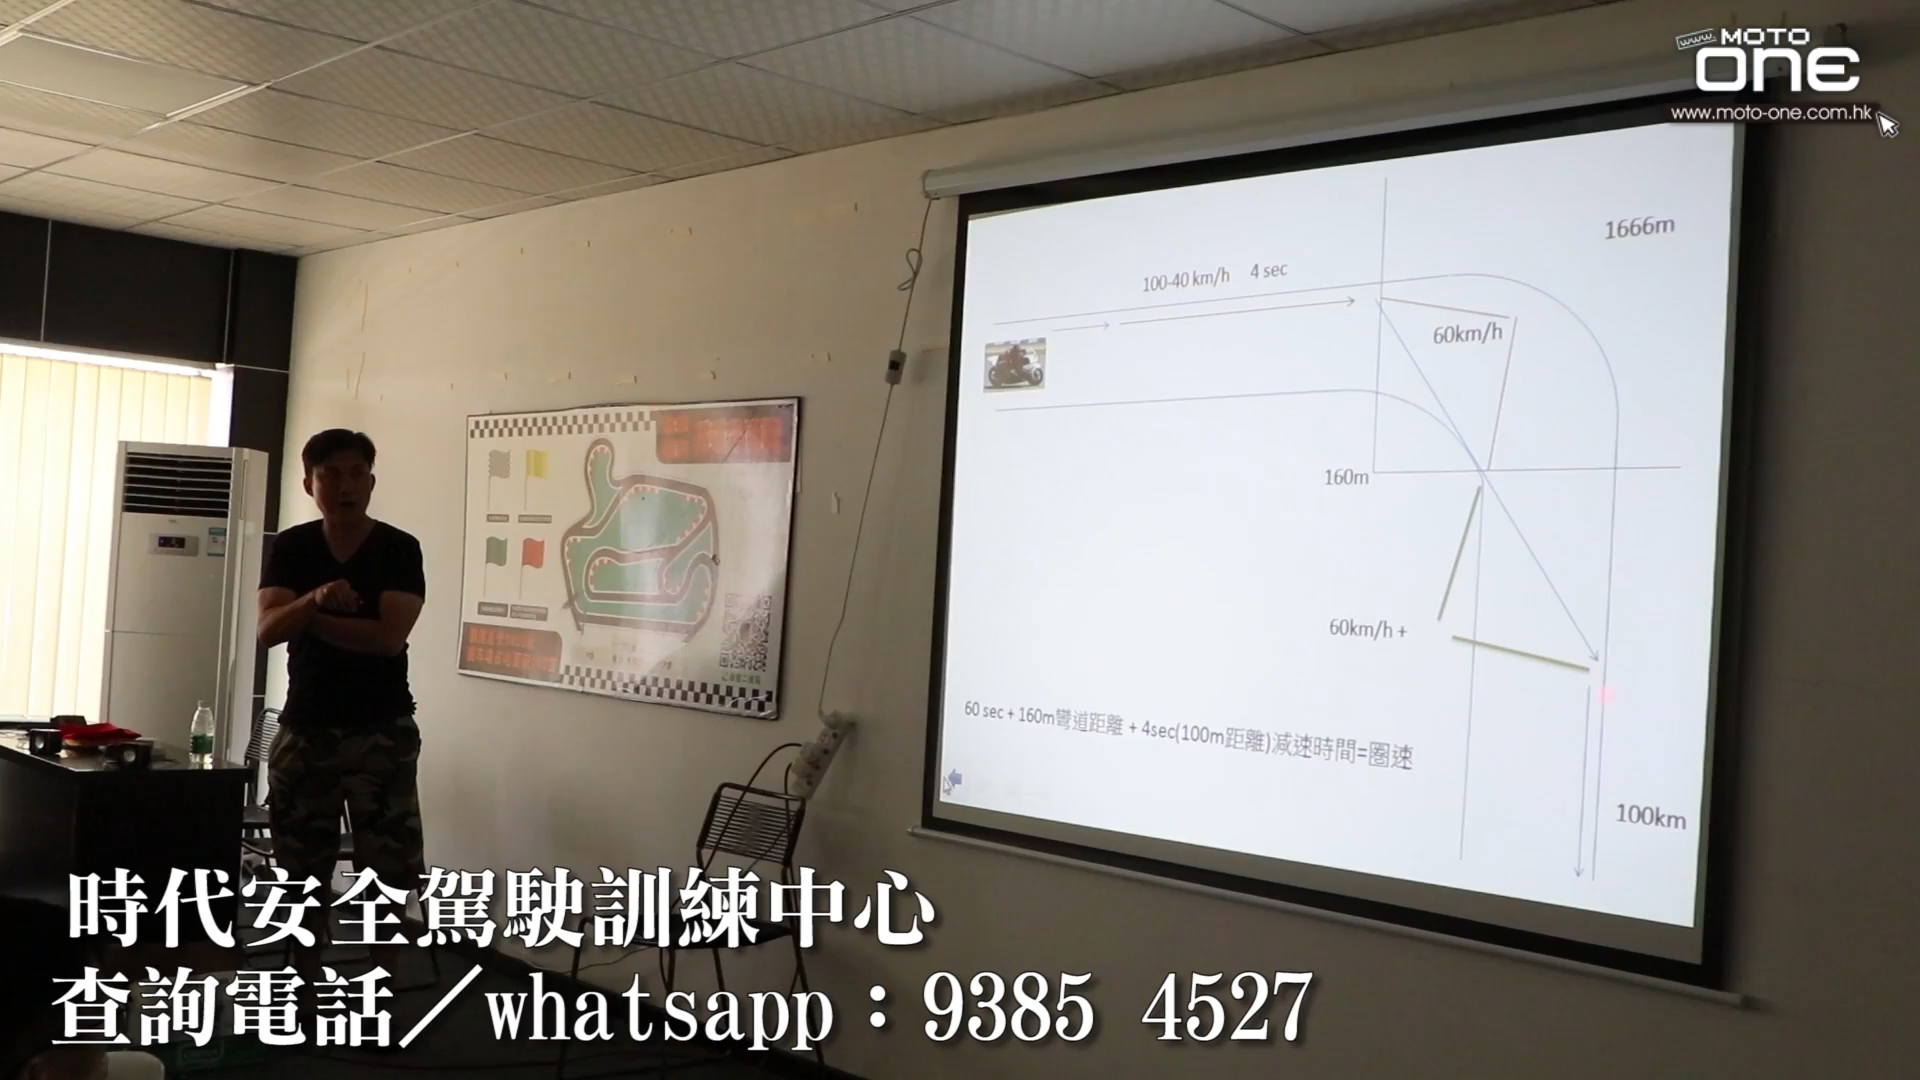 www.
MOTO
one
www.moto-one.com.hk
1666m
100-40 km/h 4 sec
60km/h
160m
60km/h +
60 sec + 160m彎道距離 + 4sec(100m距離)减速時間=圈速
100km
時代安全駕駛訓練中心
查詢電話／whatsapp：9385 4527